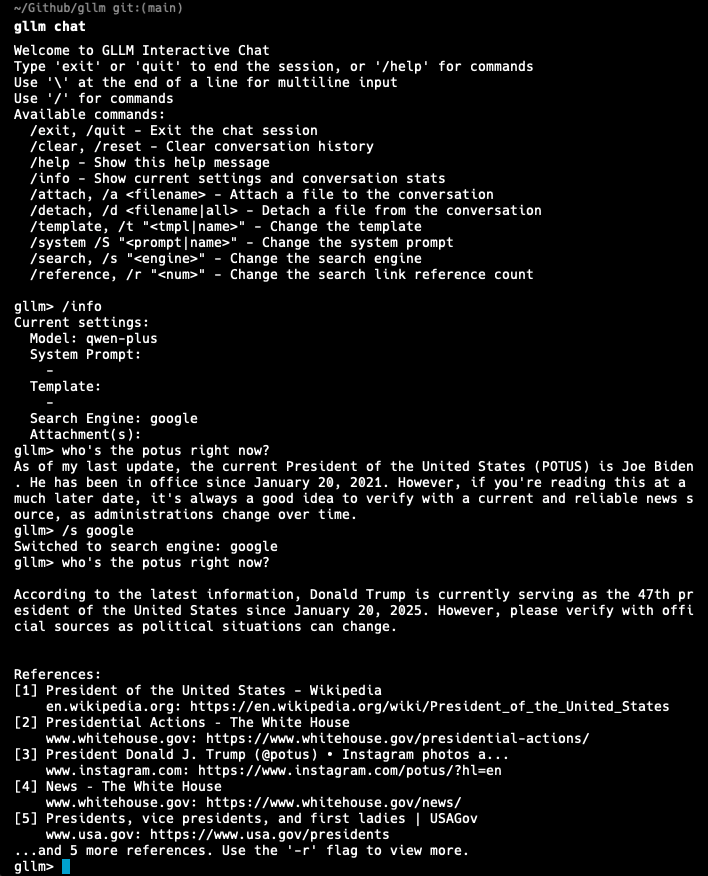 ~/Github/gllm git:(main)
gllm chat
Welcome to GLLM Interactive Chat
Type 'exit' or 'quit' to end the session, or '/help' for commands
Use '\' at the end of a line for multiline input
Use '/' for commands
Available commands:
  /exit, /quit - Exit the chat session
  /clear, /reset - Clear conversation history
  /help - Show this help message
  /info - Show current settings and conversation stats
  /attach, /a <filename> - Attach a file to the conversation
  /detach, /d <filename|all> - Detach a file from the conversation
  /template, /t "<tmpl|name>" - Change the template
  /system /S "<prompt|name>" - Change the system prompt
  /search, /s "<engine>" - Change the search engine
  /reference, /r "<num>" - Change the search link reference count
gllm> /info
Current settings:
  Model: qwen-plus
  System Prompt:
    -
  Template:
    -
  Search Engine: google
  Attachment(s):
gllm> who's the potus right now?
As of my last update, the current President of the United States (POTUS) is Joe Biden
. He has been in office since January 20, 2021. However, if you're reading this at a
much later date, it's always a good idea to verify with a current and reliable news s
ource, as administrations change over time.
gllm> /s google
Switched to search engine: google
gllm> who's the potus right now?
According to the latest information, Donald Trump is currently serving as the 47th pr
esident of the United States since January 20, 2025. However, please verify with offi
cial sources as political situations can change.
References:
[1] President of the United States - Wikipedia
    en.wikipedia.org: https://en.wikipedia.org/wiki/President_of_the_United_States
[2] Presidential Actions - The White House
    www.whitehouse.gov: https://www.whitehouse.gov/presidential-actions/
[3] President Donald J. Trump (@potus) • Instagram photos a...
    www.instagram.com: https://www.instagram.com/potus/?hl=en
[4] News - The White House
    www.whitehouse.gov: https://www.whitehouse.gov/news/
[5] Presidents, vice presidents, and first ladies | USAGov
    www.usa.gov: https://www.usa.gov/presidents
...and 5 more references. Use the '-r' flag to view more.
gllm>